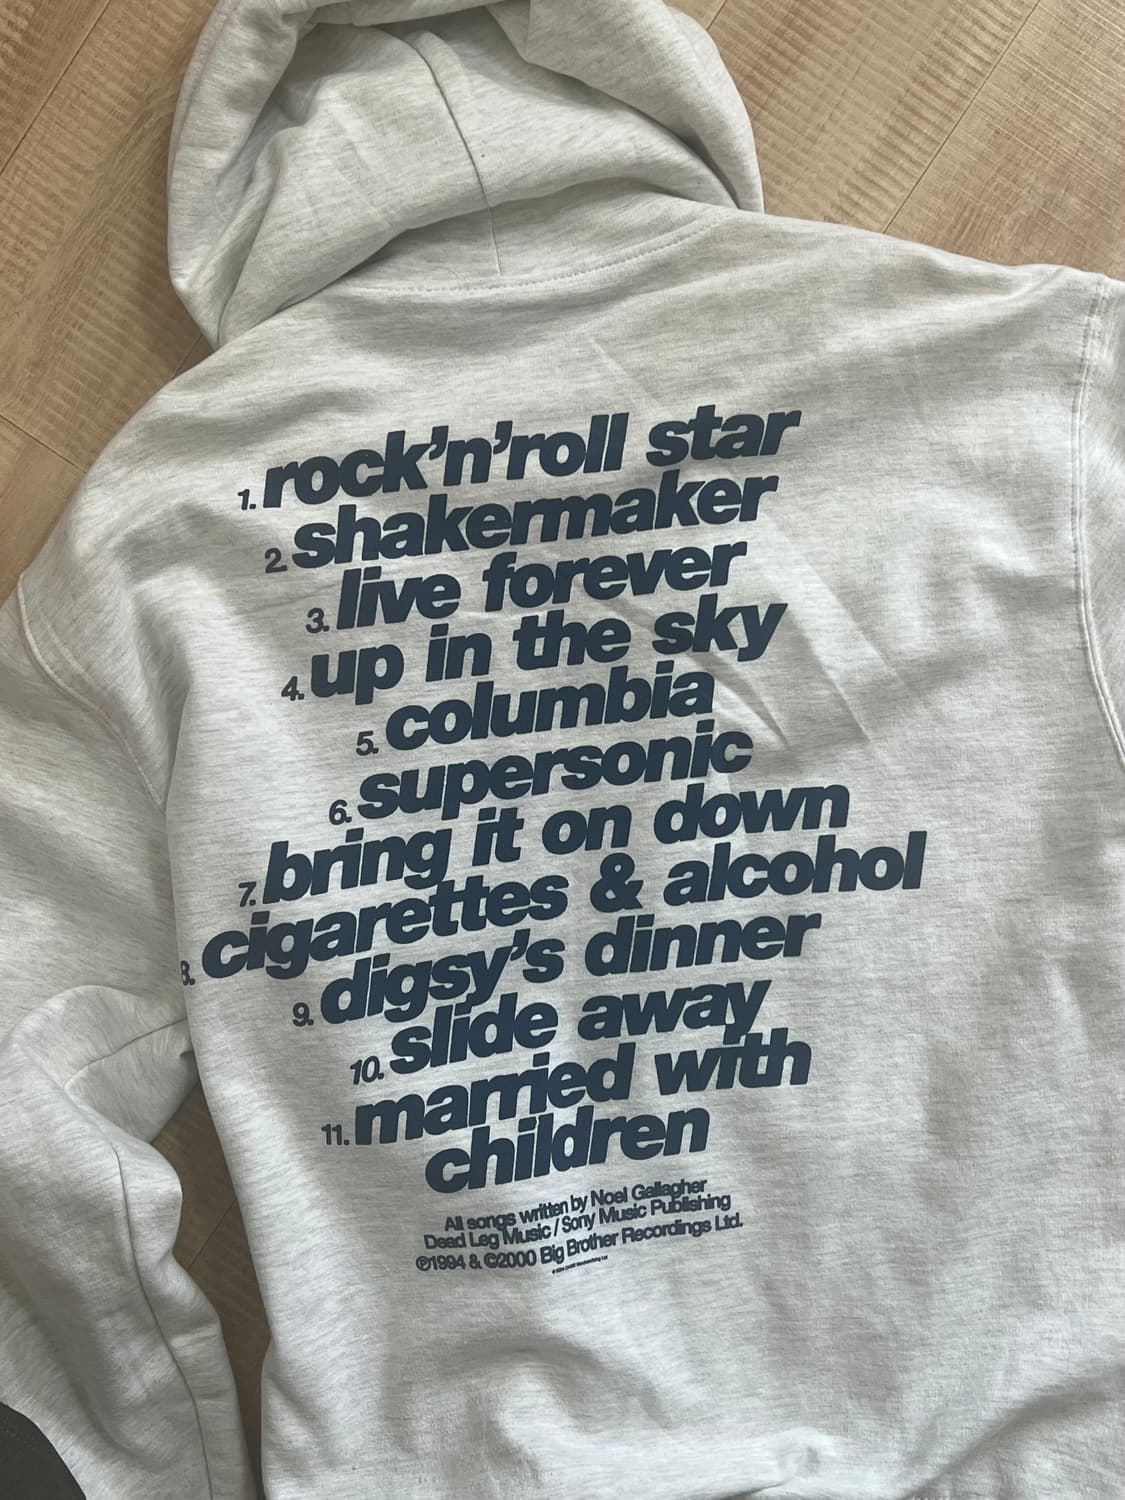 1. rock'n'roll star
2. shakermaker
3. live forever
4. up in the sky
5. columbia
6. supersonic
7. bring it on down
8. cigarettes & alcohol
9. digsy's dinner
10. slide away
11. married with
children
All songs written by Noel Gallagher
Dead Leg Music / Sony Music Publishing
℗1994 & ©2000 Big Brother Recordings Ltd.